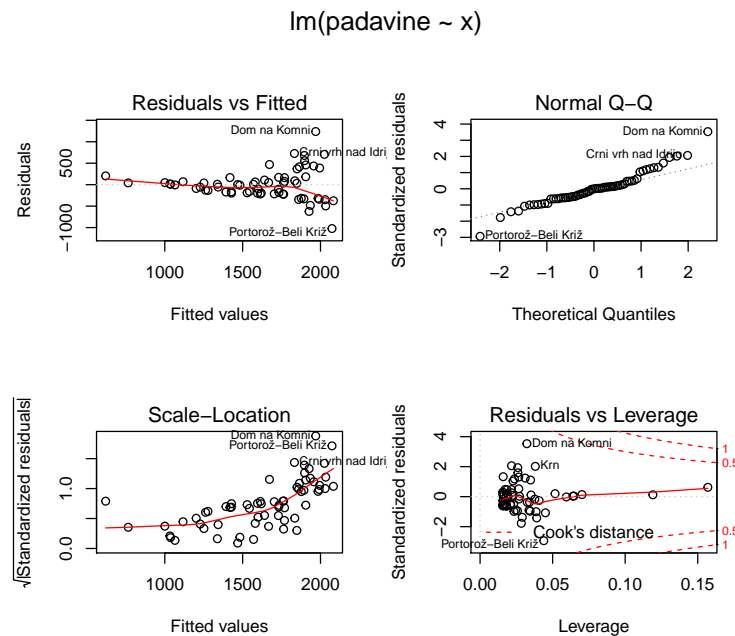 lm(padavine ~ x)
Residuals vs Fitted
Residuals
−1000
500
Dom na Komni
Crni vrh nad Idrij
Portorož−Beli Križ
1000
1500
2000
Fitted values
Normal Q−Q
Standardized residuals
−3
0
2
4
Dom na Komni
Crni vrh nad Idrijo
Portorož−Beli Križ
−2
−1
0
1
2
Theoretical Quantiles
Scale−Location
√|Standardized residuals|
0.0
1.0
Dom na Komni
Portorož−Beli Križ
Crni vrh nad Idrij
1000
1500
2000
Fitted values
Residuals vs Leverage
Standardized residuals
−2
0
2
4
Dom na Komni
Krn
1
0.5
0.5
1
Cook's distance
Portorož−Beli Križ
0.00
0.05
0.10
0.15
Leverage